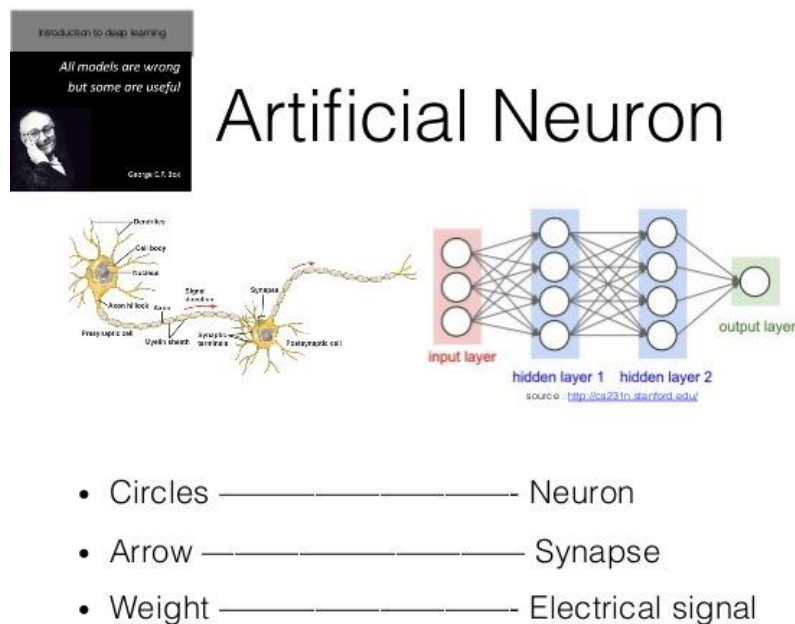 Introduction to deep learning
All models are wrong
but some are useful
George E.P. Box
Artificial Neuron
Dendrites
Cell body
Nucleus
Axon hillock
Axon
Signal
direction
Synapse
Presynaptic cell
Myelin sheath
Synaptic
terminals
Postsynaptic cell
input layer
hidden layer 1
hidden layer 2
output layer
source : http://cs231n.stanford.edu/
• Circles —————————- Neuron
• Arrow —————————— Synapse
• Weight —————————- Electrical signal